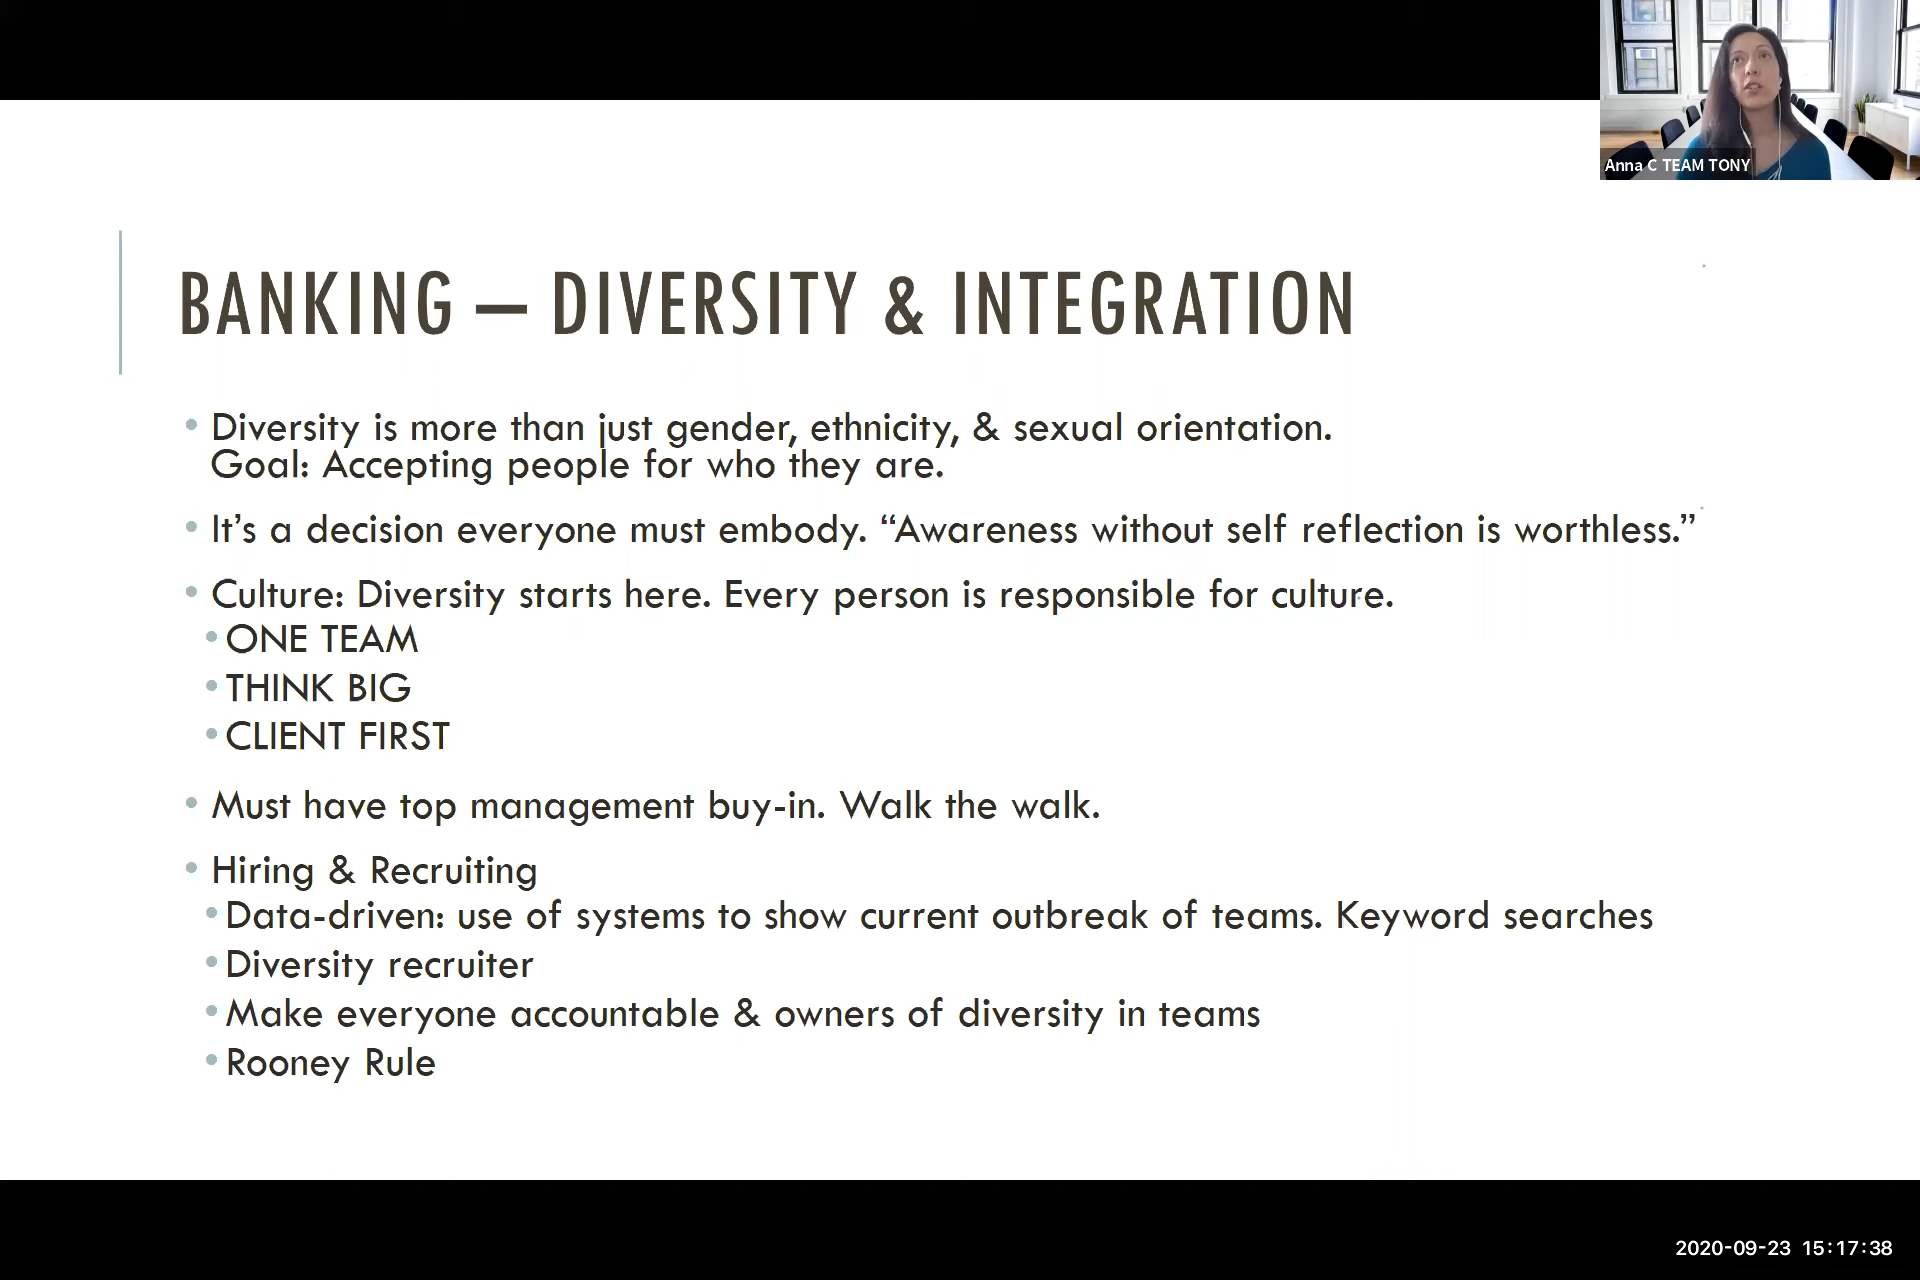 Anna C TEAM TONY
BANKING — DIVERSITY & INTEGRATION
• Diversity is more than just gender, ethnicity, & sexual orientation.
Goal: Accepting people for who they are.
• It’s a decision everyone must embody. “Awareness without self reflection is worthless.”
• Culture: Diversity starts here. Every person is responsible for culture.
• ONE TEAM
• THINK BIG
• CLIENT FIRST
• Must have top management buy-in. Walk the walk.
• Hiring & Recruiting
• Data-driven: use of systems to show current outbreak of teams. Keyword searches
• Diversity recruiter
• Make everyone accountable & owners of diversity in teams
• Rooney Rule
2020-09-23 15:17:38